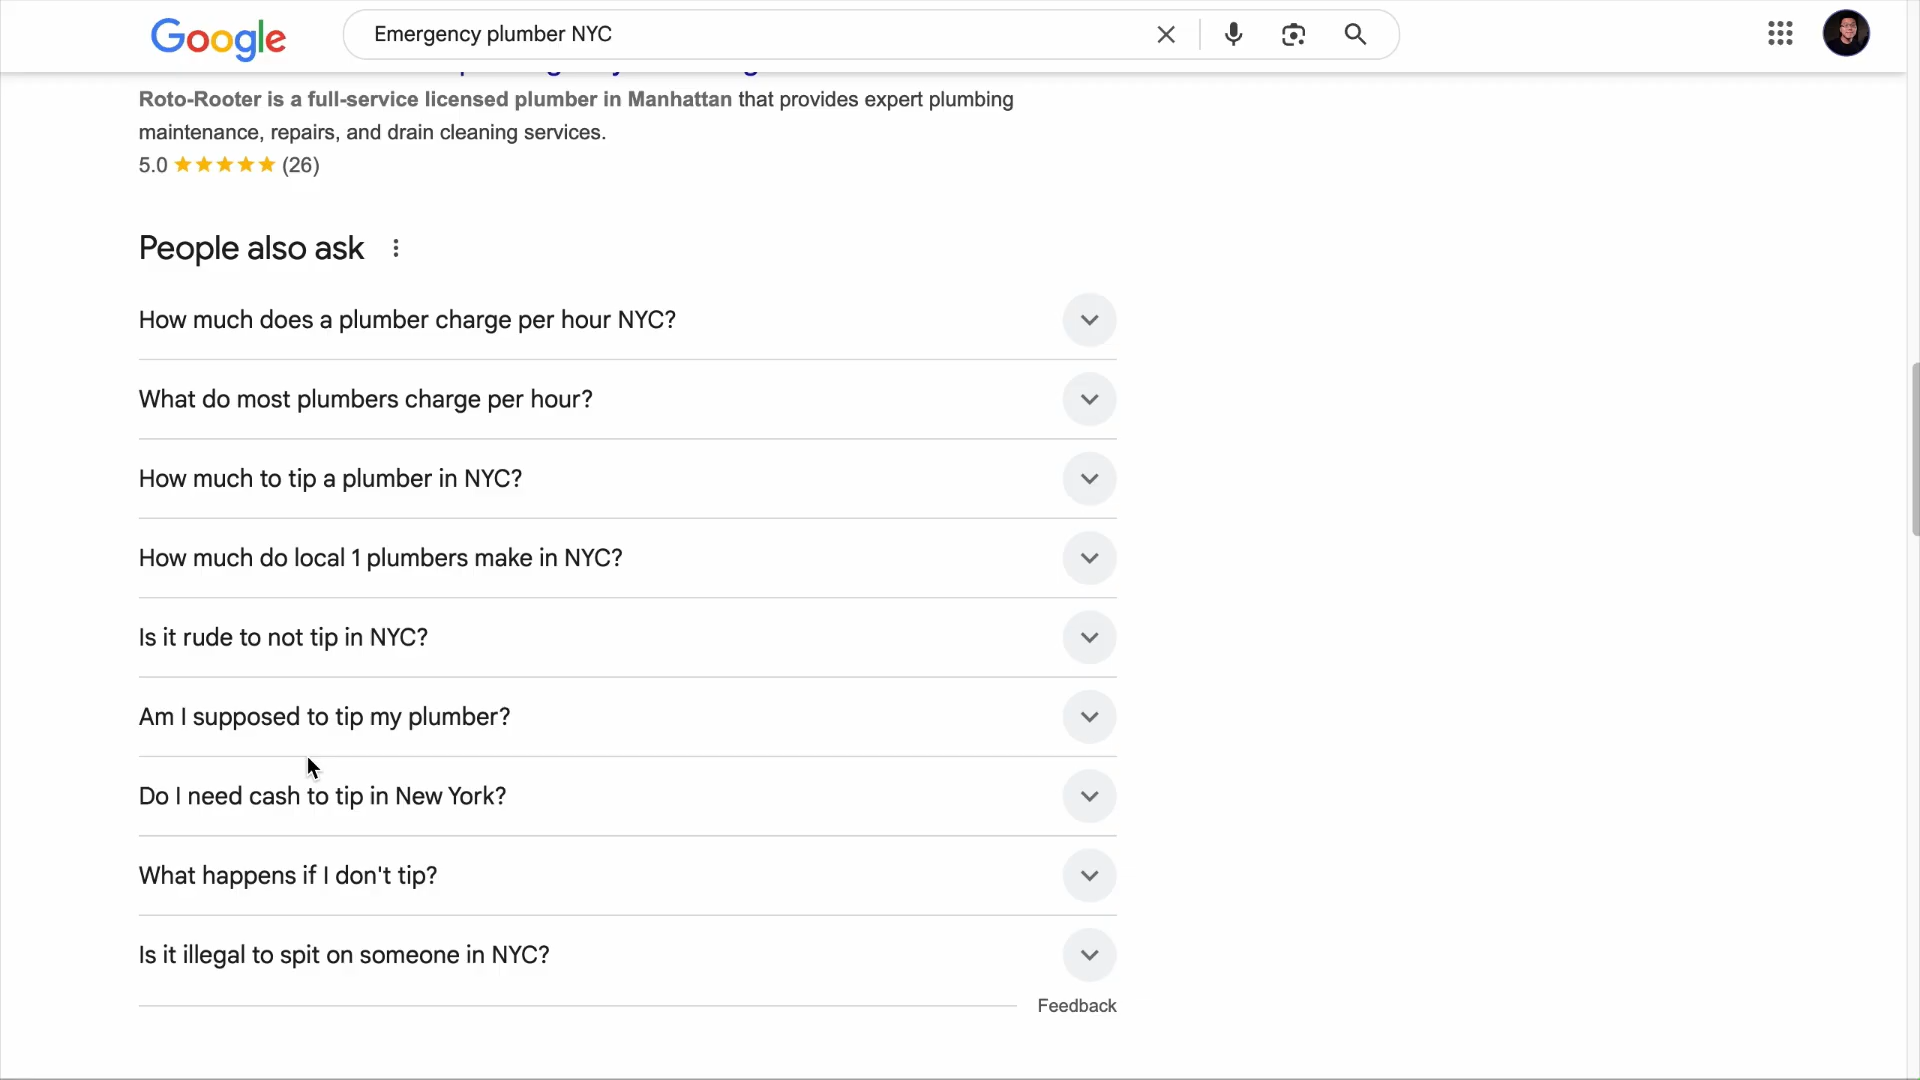 Google
Emergency plumber NYC
Roto-Rooter is a full-service licensed plumber in Manhattan that provides expert plumbing
maintenance, repairs, and drain cleaning services.
5.0 ★★★★★ (26)
People also ask
How much does a plumber charge per hour NYC?
What do most plumbers charge per hour?
How much to tip a plumber in NYC?
How much do local 1 plumbers make in NYC?
Is it rude to not tip in NYC?
Am I supposed to tip my plumber?
Do I need cash to tip in New York?
What happens if I don't tip?
Is it illegal to spit on someone in NYC?
Feedback